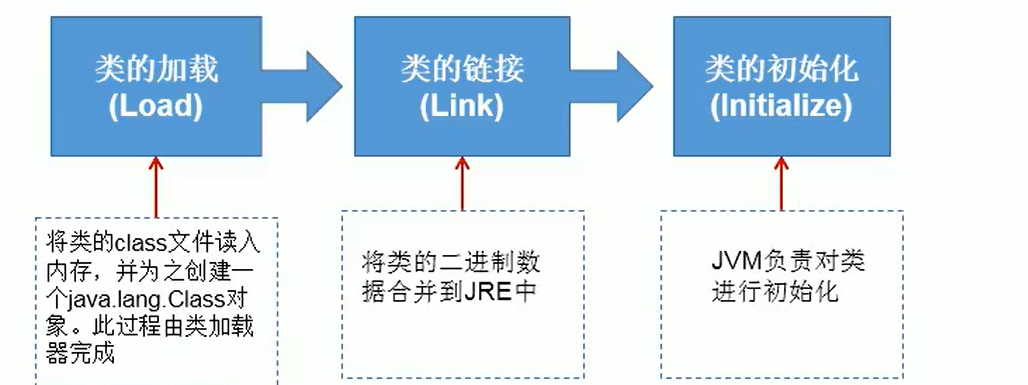 类的加载
(Load)
类的链接
(Link)
类的初始化
(Initialize)
将类的class文件读入
内存，并为之创建一
个java.lang.Class对
象。此过程由类加载
器完成
将类的二进制数
据合并到JRE中
JVM负责对类
进行初始化